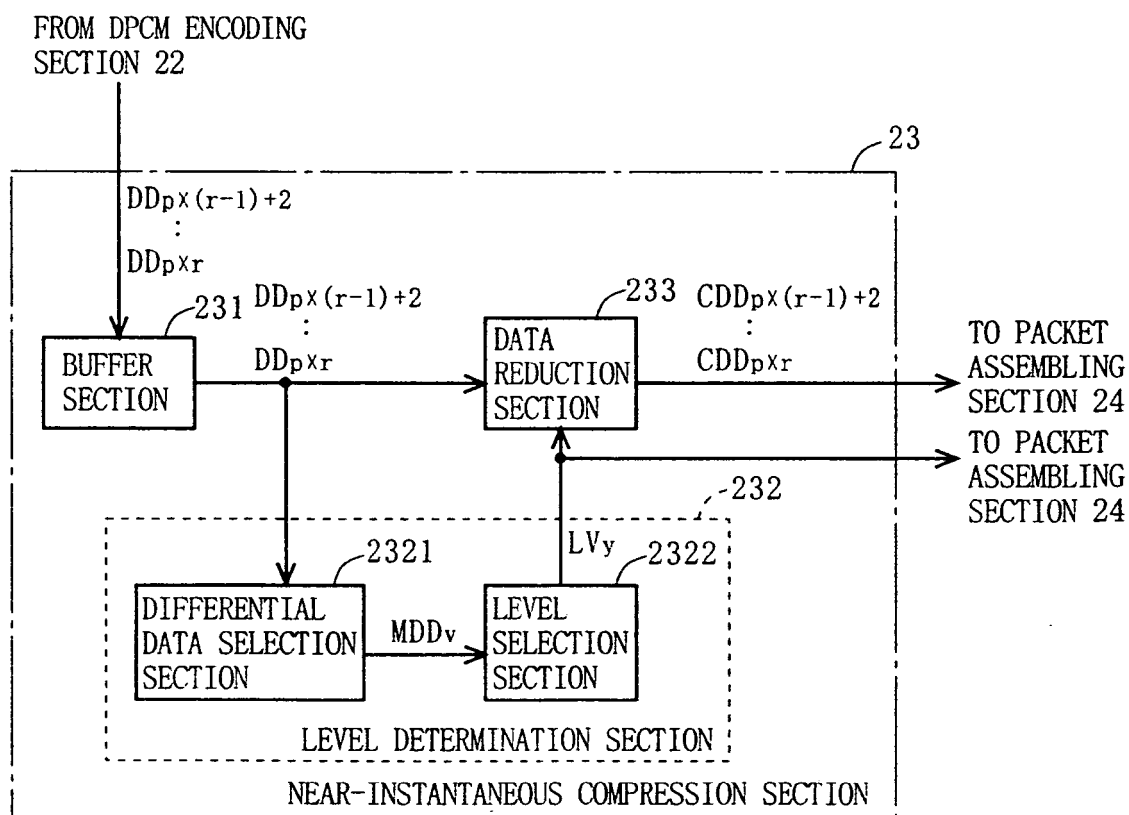 FROM DPCM ENCODING
SECTION 22
23
DDp×(r-1)+2
:
DDp×r
231
BUFFER
SECTION
DDp×(r-1)+2
:
DDp×r
233
DATA
REDUCTION
SECTION
CDDp×(r-1)+2
:
CDDp×r
TO PACKET
ASSEMBLING
SECTION 24
TO PACKET
ASSEMBLING
SECTION 24
232
LVy
2321
DIFFERENTIAL
DATA SELECTION
SECTION
MDDv
2322
LEVEL
SELECTION
SECTION
LEVEL DETERMINATION SECTION
NEAR-INSTANTANEOUS COMPRESSION SECTION